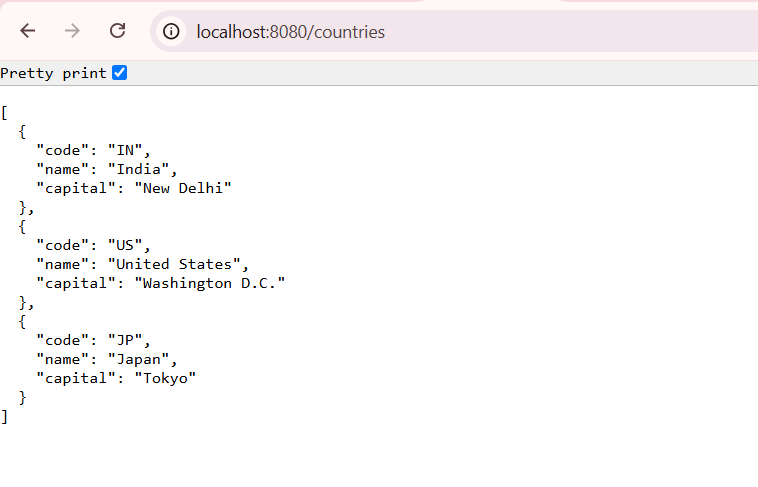 localhost:8080/countries
Pretty print
[
  {
    "code": "IN",
    "name": "India",
    "capital": "New Delhi"
  },
  {
    "code": "US",
    "name": "United States",
    "capital": "Washington D.C."
  },
  {
    "code": "JP",
    "name": "Japan",
    "capital": "Tokyo"
  }
]